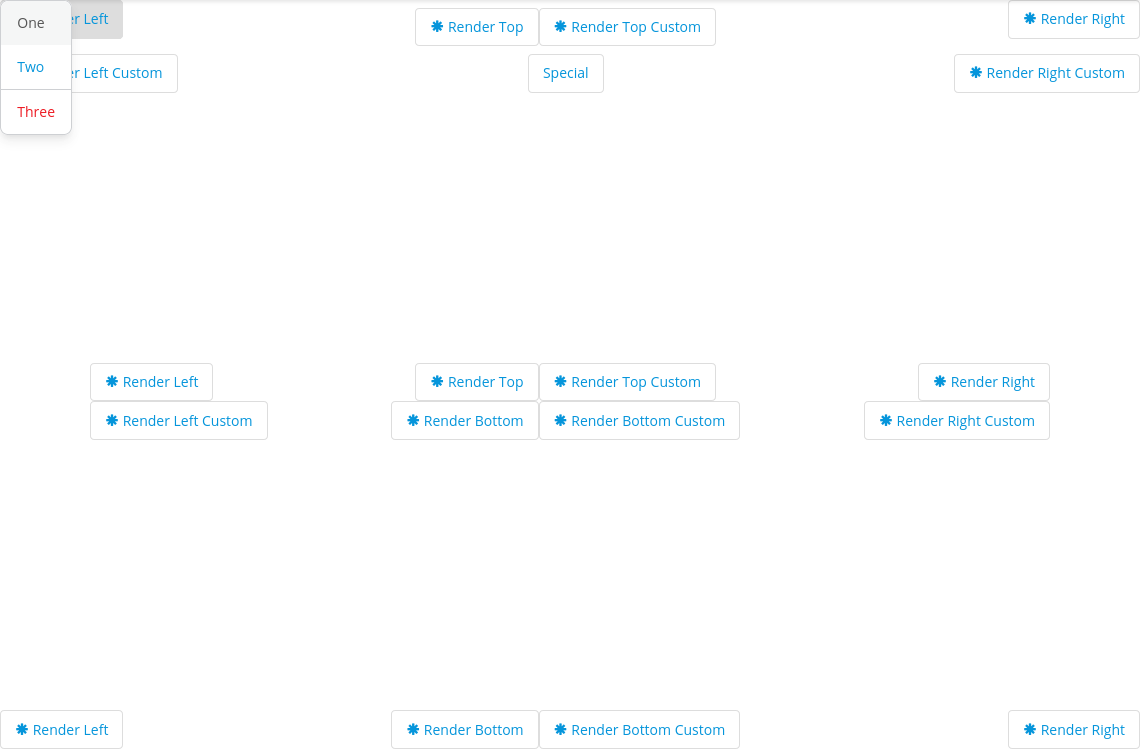 One
Two
Three
er Left
er Left Custom
Render Top
Render Top Custom
Special
Render Right
Render Right Custom
Render Left
Render Left Custom
Render Top
Render Top Custom
Render Bottom
Render Bottom Custom
Render Right
Render Right Custom
Render Left
Render Bottom
Render Bottom Custom
Render Right